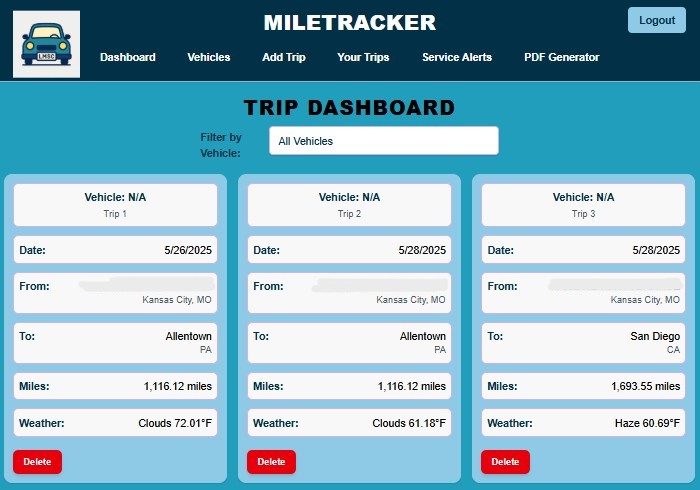 MILETRACKER
Logout
LMSC
Dashboard Vehicles Add Trip Your Trips Service Alerts PDF Generator
TRIP DASHBOARD
Filter by
Vehicle:
All Vehicles
Vehicle: N/A
Trip 1
Date: 5/26/2025
From:
Kansas City, MO
To: Allentown
PA
Miles: 1,116.12 miles
Weather: Clouds 72.01°F
Delete
Vehicle: N/A
Trip 2
Date: 5/28/2025
From:
Kansas City, MO
To: Allentown
PA
Miles: 1,116.12 miles
Weather: Clouds 61.18°F
Delete
Vehicle: N/A
Trip 3
Date: 5/28/2025
From:
Kansas City, MO
To: San Diego
CA
Miles: 1,693.55 miles
Weather: Haze 60.69°F
Delete